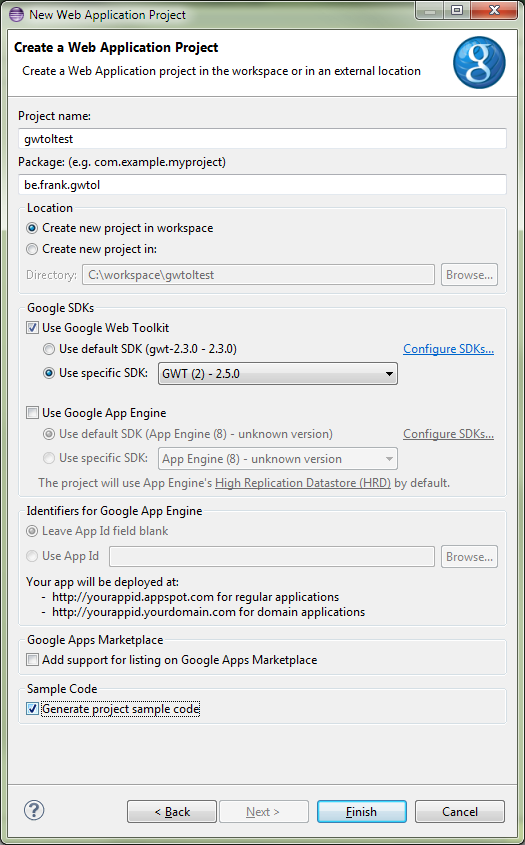 New Web Application Project
Create a Web Application Project
Create a Web Application project in the workspace or in an external location
Project name:
gwtoltest
Package: (e.g. com.example.myproject)
be.frank.gwtol
Location
Create new project in workspace
Create new project in:
Directory: C:\workspace\gwtoltest Browse...
Google SDKs
Use Google Web Toolkit
Use default SDK (gwt-2.3.0 - 2.3.0) Configure SDKs...
Use specific SDK: GWT (2) - 2.5.0
Use Google App Engine
Use default SDK (App Engine (8) - unknown version) Configure SDKs...
Use specific SDK: App Engine (8) - unknown version
The project will use App Engine's High Replication Datastore (HRD) by default.
Identifiers for Google App Engine
Leave App Id field blank
Use App Id Browse...
Your app will be deployed at:
- http://yourappid.appspot.com for regular applications
- http://yourappid.yourdomain.com for domain applications
Google Apps Marketplace
Add support for listing on Google Apps Marketplace
Sample Code
Generate project sample code
? < Back Next > Finish Cancel